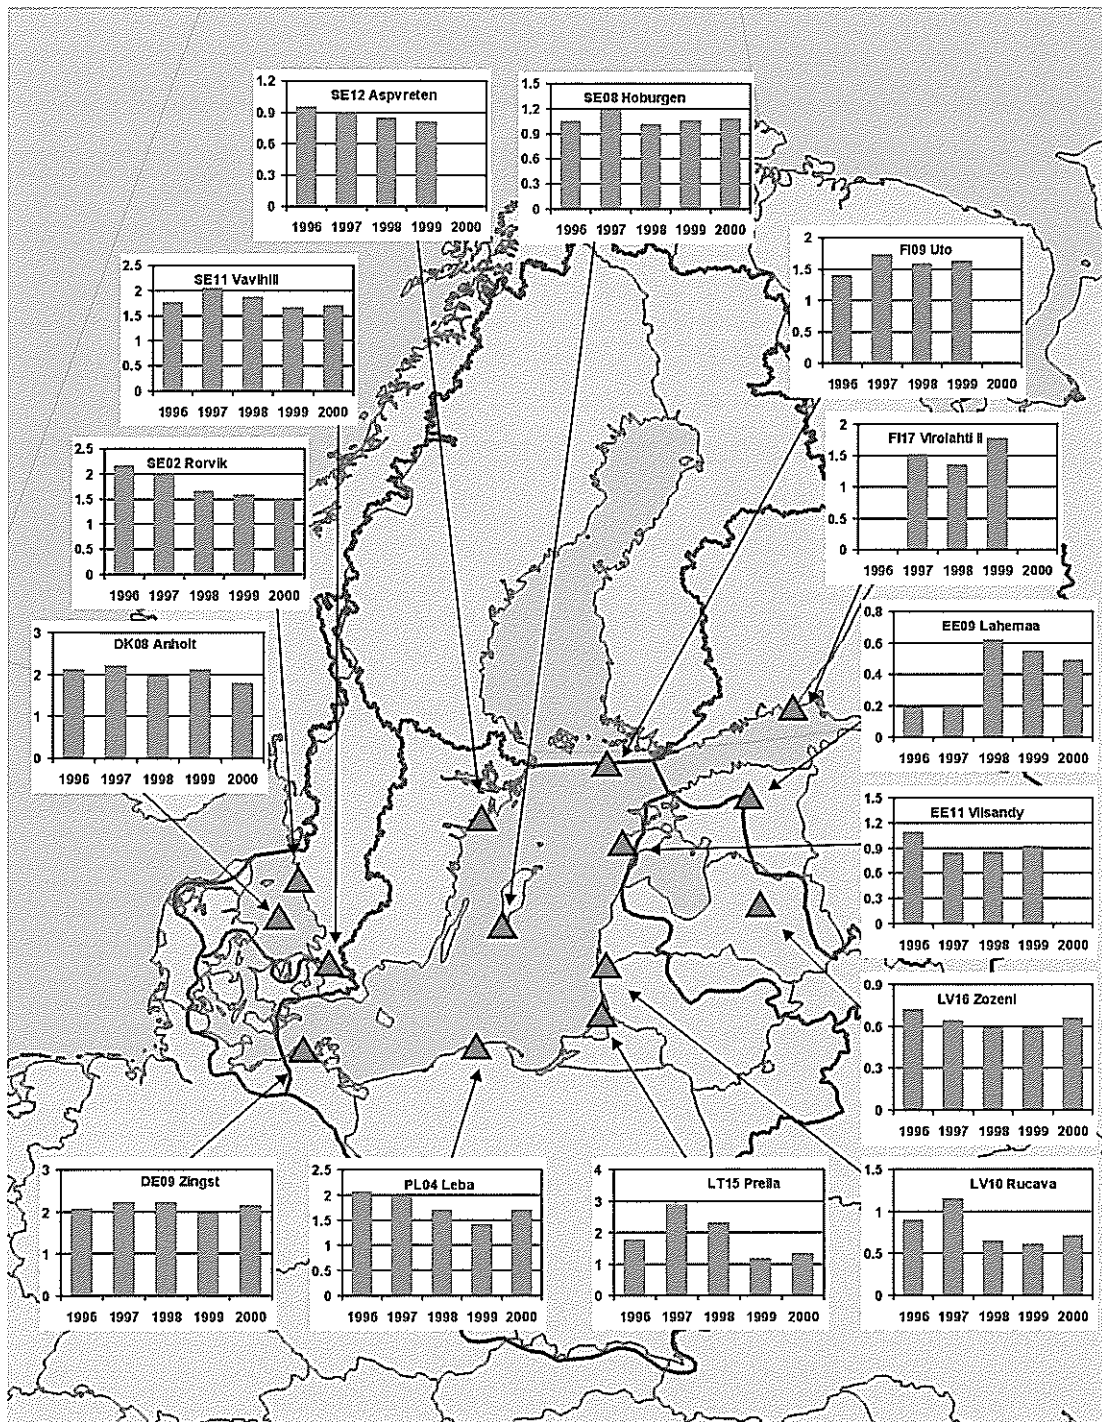 SE12 Aspvreten
1.2
0.9
0.6
0.3
0
1996 1997 1998 1999 2000
SE08 Hoburgen
1.5
1.2
0.9
0.6
0.3
0
1996 1997 1998 1999 2000
FI09 Uto
2
1.5
1
0.5
0
1996 1997 1998 1999 2000
SE11 Vavihill
2.5
2
1.5
1
0.5
0
1996 1997 1998 1999 2000
FI17 Virolahti II
2
1.5
1
0.5
0
1996 1997 1998 1999 2000
SE02 Rorvik
2.5
2
1.5
1
0.5
0
1996 1997 1998 1999 2000
EE09 Lahemaa
0.8
0.6
0.4
0.2
0
1996 1997 1998 1999 2000
DK08 Anholt
3
2
1
0
1996 1997 1998 1999 2000
EE11 Vilsandy
1.5
1.2
0.9
0.6
0.3
0
1996 1997 1998 1999 2000
LV16 Zozeni
0.9
0.6
0.3
0
1996 1997 1998 1999 2000
DE09 Zingst
3
2
1
0
1996 1997 1998 1999 2000
PL04 Leba
2.5
2
1.5
1
0.5
0
1996 1997 1998 1999 2000
LT15 Preila
4
3
2
1
0
1996 1997 1998 1999 2000
LV10 Rucava
1.5
1
0.5
0
1996 1997 1998 1999 2000